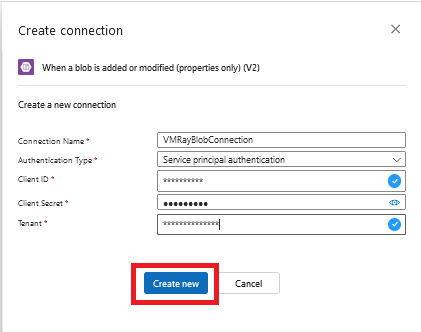 Create connection
When a blob is added or modified (properties only) (V2)
Create a new connection
Connection Name *
VMRayBlobConnection
Authentication Type *
Service principal authentication
Client ID *
**********
Client Secret *
●●●●●●●●●
Tenant *
**************
Create new
Cancel